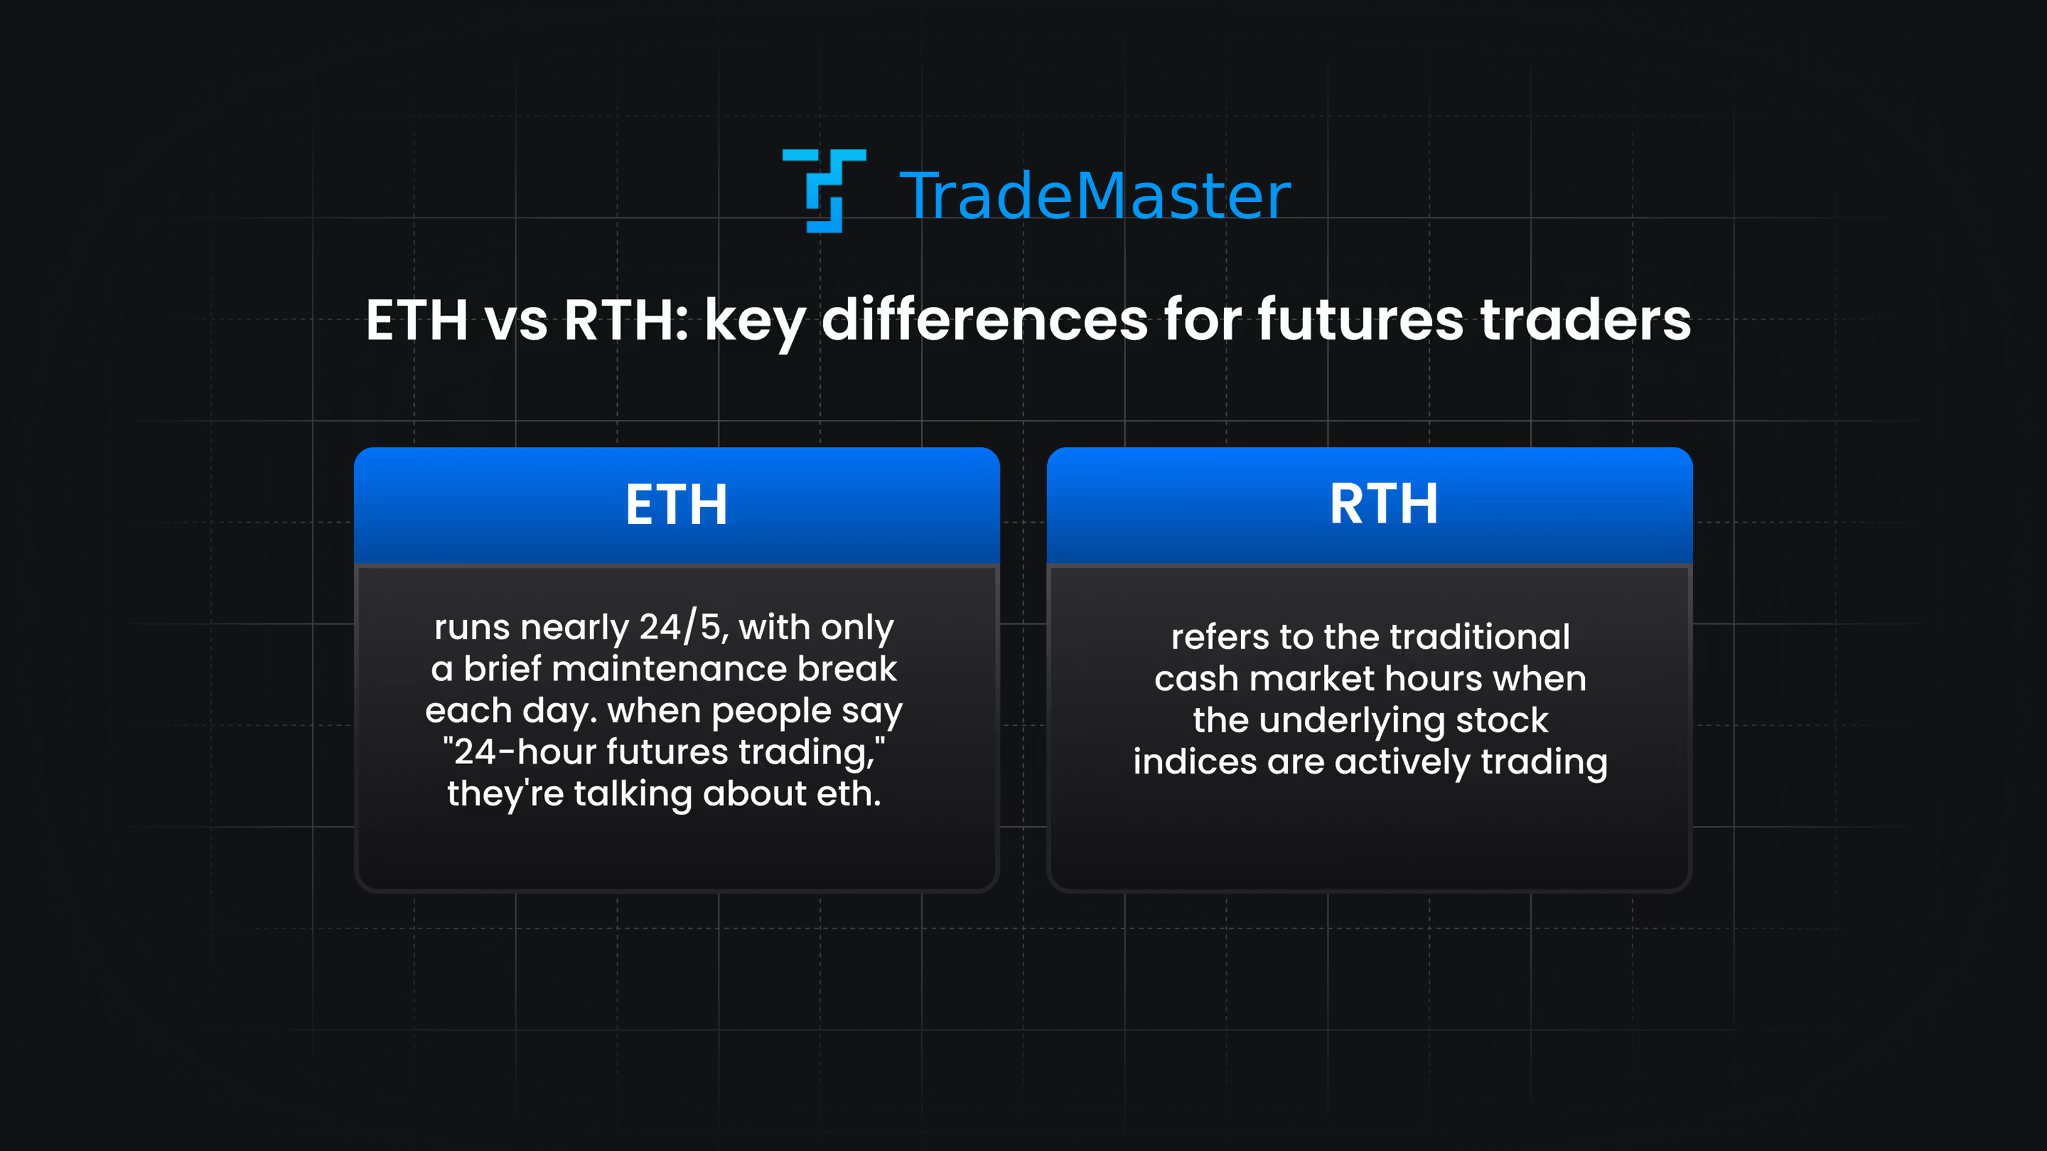 TradeMaster
ETH vs RTH: key differences for futures traders
ETH
runs nearly 24/5, with only
a brief maintenance break
each day. when people say
"24-hour futures trading,"
they're talking about eth.
RTH
refers to the traditional
cash market hours when
the underlying stock
indices are actively trading